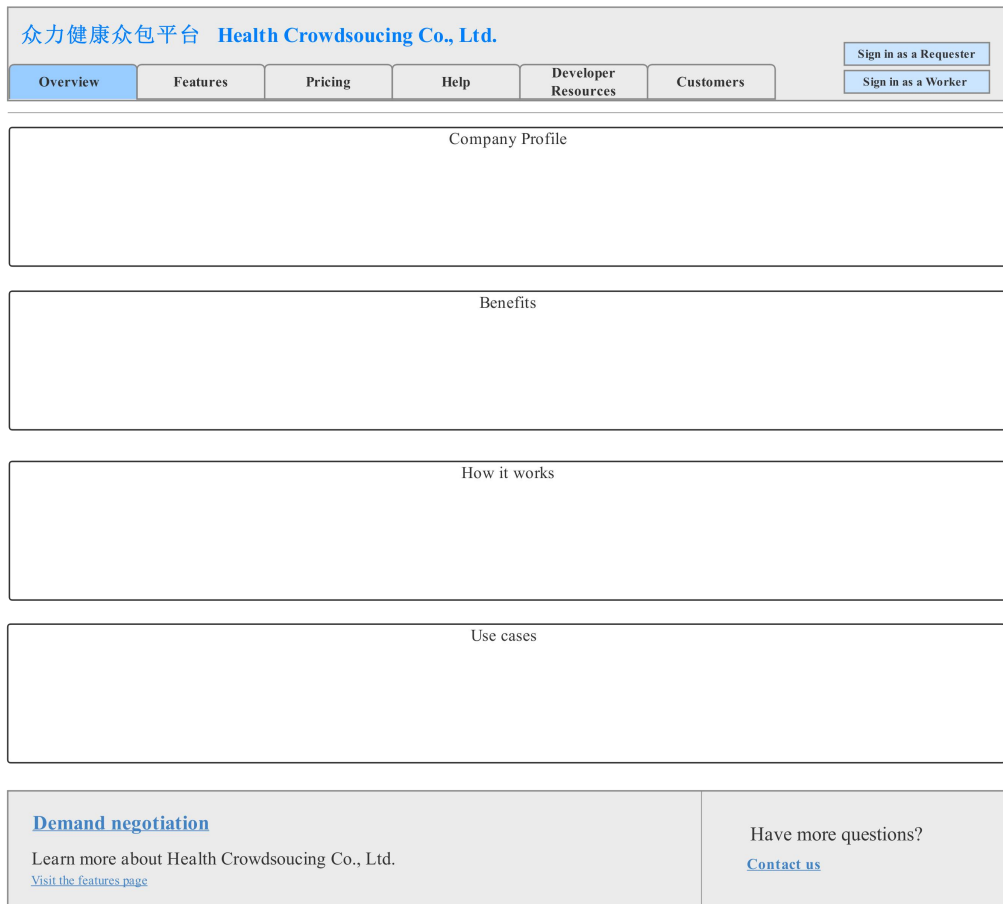 众力健康众包平台 Health Crowdsoucing Co., Ltd.
Sign in as a Requester
Sign in as a Worker
Overview
Features
Pricing
Help
Developer
Resources
Customers
Company Profile
Benefits
How it works
Use cases
Demand negotiation
Learn more about Health Crowdsoucing Co., Ltd.
Visit the features page
Have more questions?
Contact us